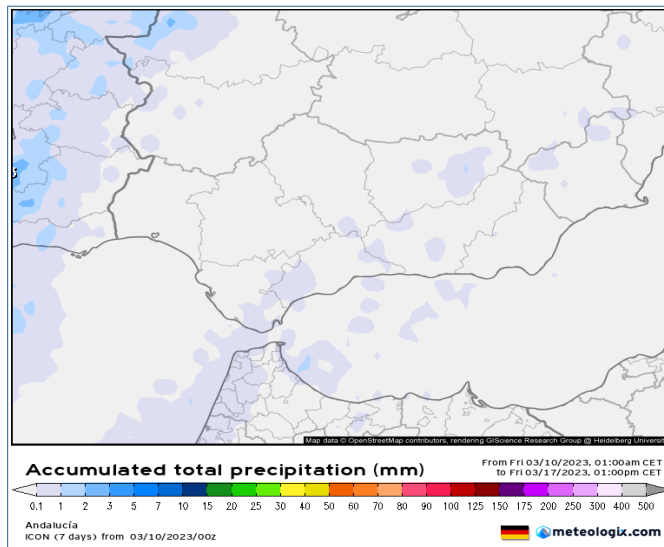 Map data © OpenStreetMap contributors, rendering GIScience Research Group @ Heidelberg Universit
Accumulated total precipitation (mm)
From Fri 03/10/2023, 01:00am CET
to Fri 03/17/2023, 01:00pm CET
0.1 1 2 3 5 7 10 15 20 25 30 40 50 60 70 80 90 100 125 150 175 200 250 300 400 500
Andalucía
ICON (7 days) from 03/10/2023/00z
meteologix.com